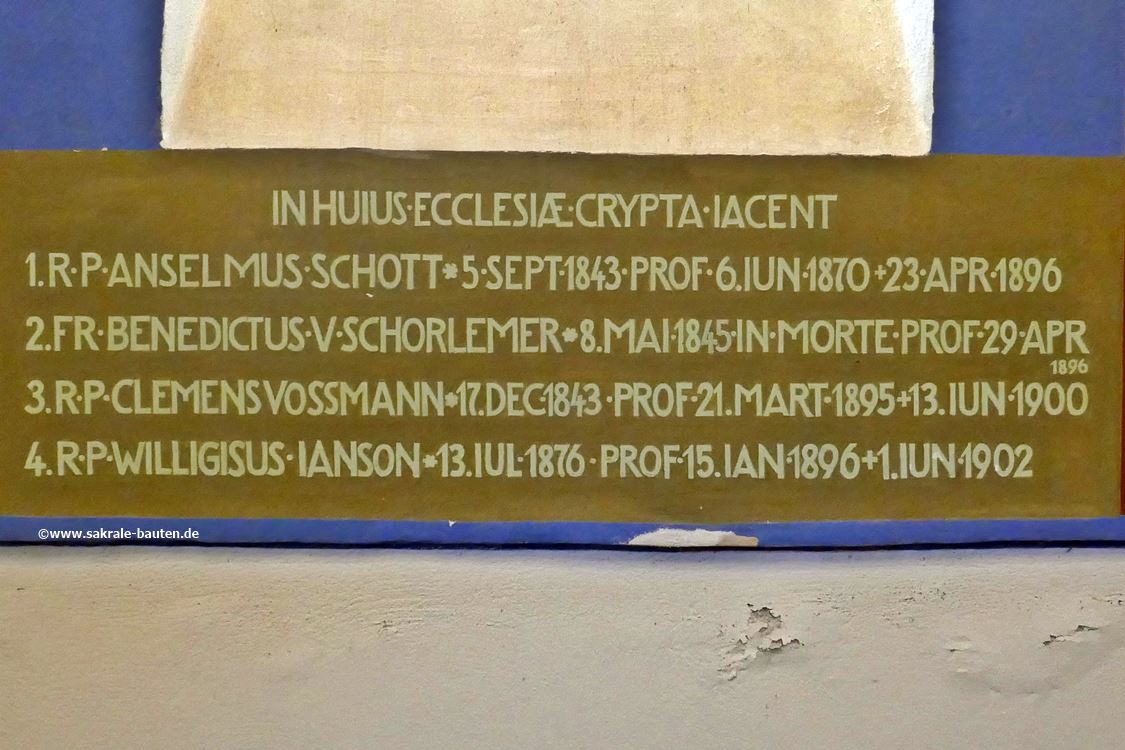 IN HUIUS·ECCLESIÆ·CRYPTA·IACENT
1.R·P·ANSELMUS·SCHOTT*5·SEPT·1843·PROF·6.IUN·1870+23·APR·1896
2.FR·BENEDICTUS·V·SCHORLEMER*8.MAI·1845·IN·MORTE·PROF·29·APR
1896
3.R·P·CLEMENS VOSSMANN*17.DEC·1843·PROF·21.MART·1895+13.IUN·1900
4.R·P·WILLIGISUS·IANSON*13.IUL·1876·PROF·15.IAN·1896+1.IUN·1902
©www.sakrale-bauten.de